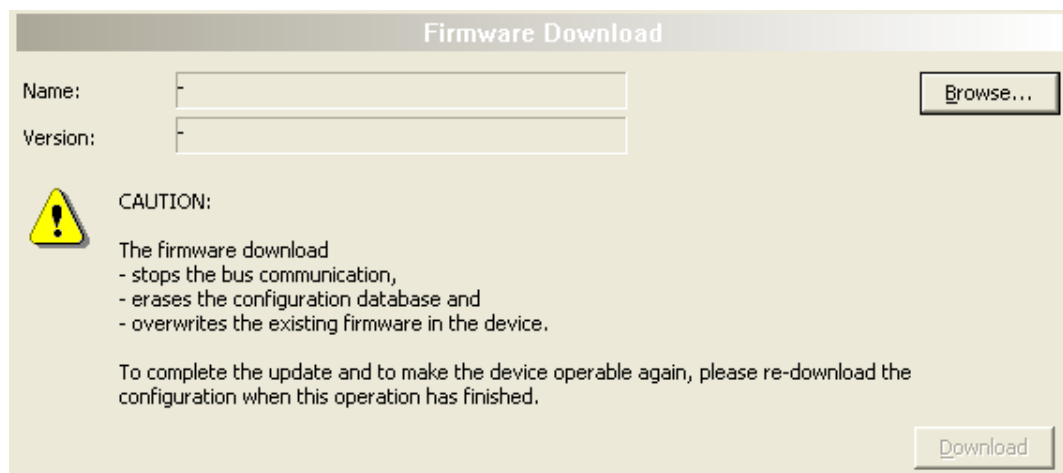 Firmware Download
Name: -
Browse...
Version: -
CAUTION:
The firmware download
- stops the bus communication,
- erases the configuration database and
- overwrites the existing firmware in the device.
To complete the update and to make the device operable again, please re-download the
configuration when this operation has finished.
Download